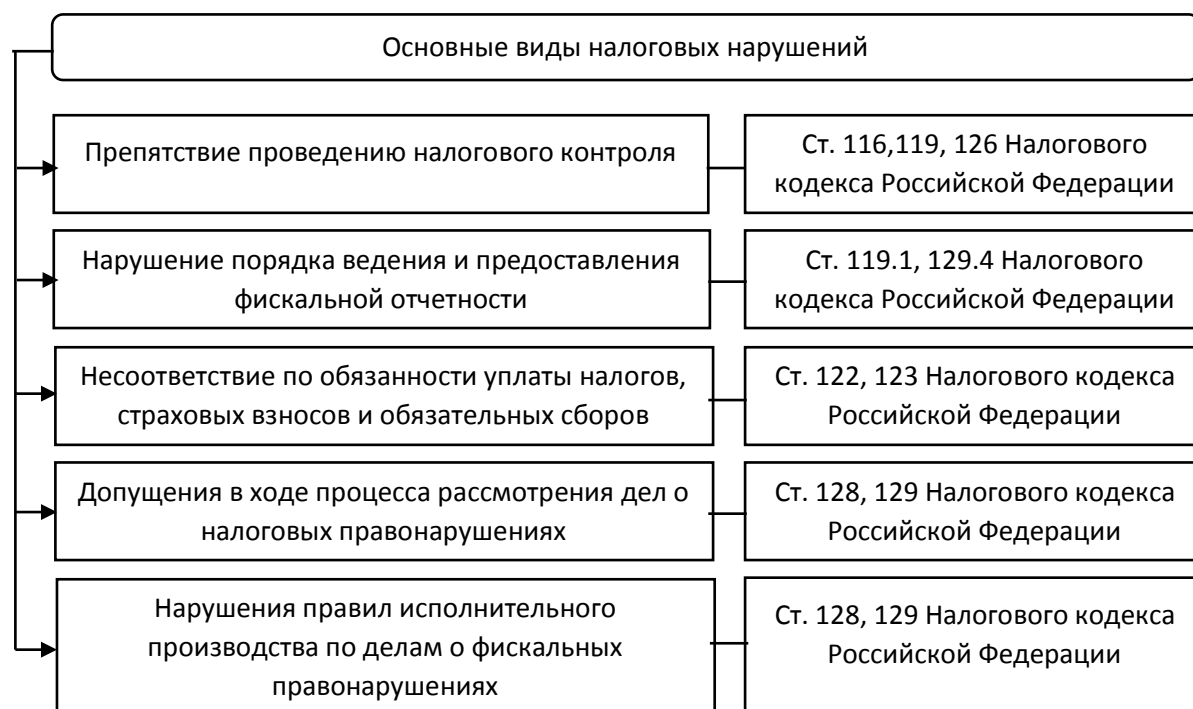 Основные виды налоговых нарушений
Препятствие проведению налогового контроля
Ст. 116,119, 126 Налогового
кодекса Российской Федерации
Нарушение порядка ведения и предоставления
фискальной отчетности
Ст. 119.1, 129.4 Налогового
кодекса Российской Федерации
Несоответствие по обязанности уплаты налогов,
страховых взносов и обязательных сборов
Ст. 122, 123 Налогового кодекса
Российской Федерации
Допущения в ходе процесса рассмотрения дел о
налоговых правонарушениях
Ст. 128, 129 Налогового кодекса
Российской Федерации
Нарушения правил исполнительного
производства по делам о фискальных
правонарушениях
Ст. 128, 129 Налогового кодекса
Российской Федерации